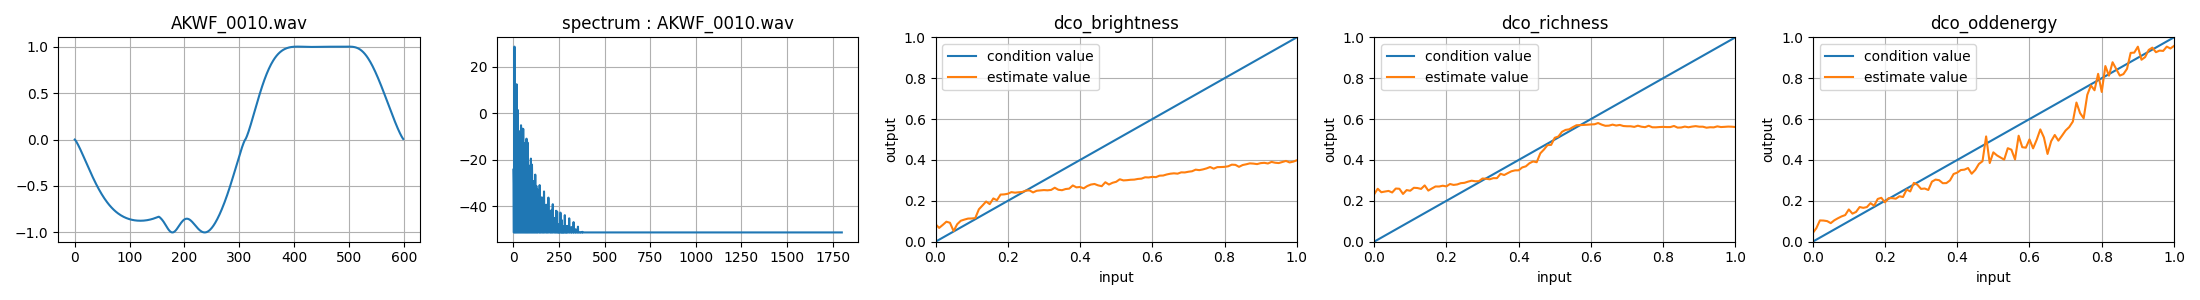 AKWF_0010.wav
1.0
0.5
0.0
−0.5
−1.0
0 100 200 300 400 500 600
spectrum : AKWF_0010.wav
20
0
−20
−40
0 250 500 750 1000 1250 1500 1750
dco_brightness
condition value
estimate value
output
1.0
0.8
0.6
0.4
0.2
0.0
0.0 0.2 0.4 0.6 0.8 1.0
input
dco_richness
condition value
estimate value
output
1.0
0.8
0.6
0.4
0.2
0.0
0.0 0.2 0.4 0.6 0.8 1.0
input
dco_oddenergy
condition value
estimate value
output
1.0
0.8
0.6
0.4
0.2
0.0
0.0 0.2 0.4 0.6 0.8 1.0
input